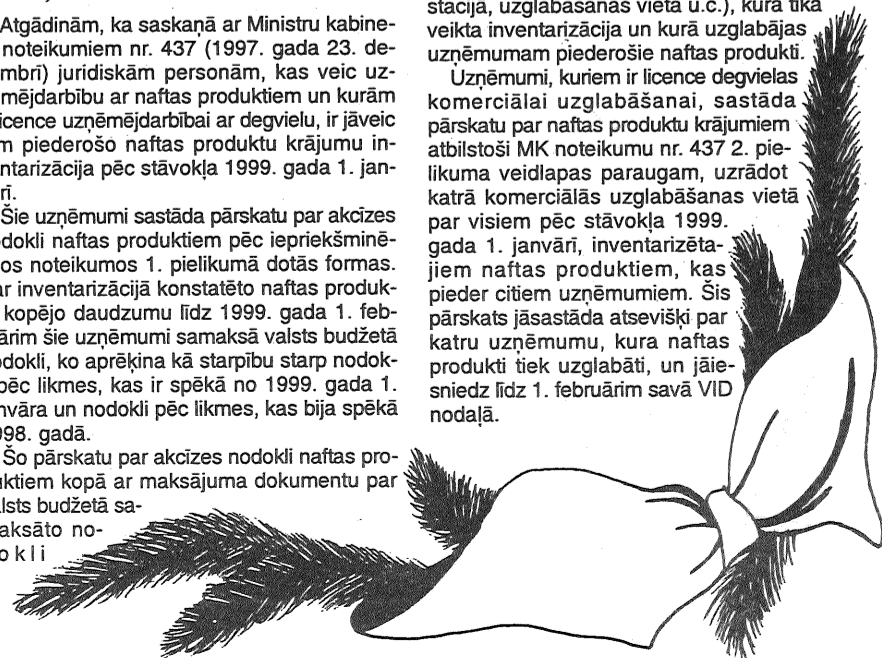 Atgādinām, ka saskaņā ar Ministru kabine-
noteikumiem nr. 437 (1997. gada 23. de-
mbrī) juridiskām personām, kas veic uz-
mējdarbību ar naftas produktiem un kurām
licence uzņēmējdarbībai ar degvielu, ir jāveic
m piederošo naftas produktu krājumu in-
ntarizācija pēc stāvokļa 1999. gada 1. jan-
rī.
Šie uzņēmumi sastāda pārskatu par akcīzes
dokli naftas produktiem pēc iepriekšminē-
os noteikumos 1. pielikumā dotās formas.
ar inventarizācijā konstatēto naftas produk-
kopējo daudzumu līdz 1999. gada 1. feb-
ārim šie uzņēmumi samaksā valsts budžetā
dokli, ko aprēķina kā starpību starp nodok-
pēc likmes, kas ir spēkā no 1999. gada 1.
nvāra un nodokli pēc likmes, kas bija spēkā
98. gadā.
Šo pārskatu par akcīzes nodokli naftas pro-
uktiem kopā ar maksājuma dokumentu par
lsts budžetā sa-
aksāto no-
okli
stacijā, uzglabāšanas vieta u.c.), kurā tika
veikta inventarizācija un kurā uzglabājas
uzņēmumam piederošie naftas produkti.
Uzņēmumi, kuriem ir licence degvielas
komerciālai uzglabāšanai, sastāda
pārskatu par naftas produktu krājumiem
atbilstoši MK noteikumu nr. 437 2. pie-
likuma veidlapas paraugam, uzrādot
katrā komerciālās uzglabāšanas vietā
par visiem pēc stāvokļa 1999.
gada 1. janvārī, inventarizēta-
jiem naftas produktiem, kas
pieder citiem uzņēmumiem. Šis
pārskats jāsastāda atsevišķi par
katru uzņēmumu, kura naftas
produkti tiek uzglabāti, un jāie-
sniedz līdz 1. februārim savā VID
nodaļā.